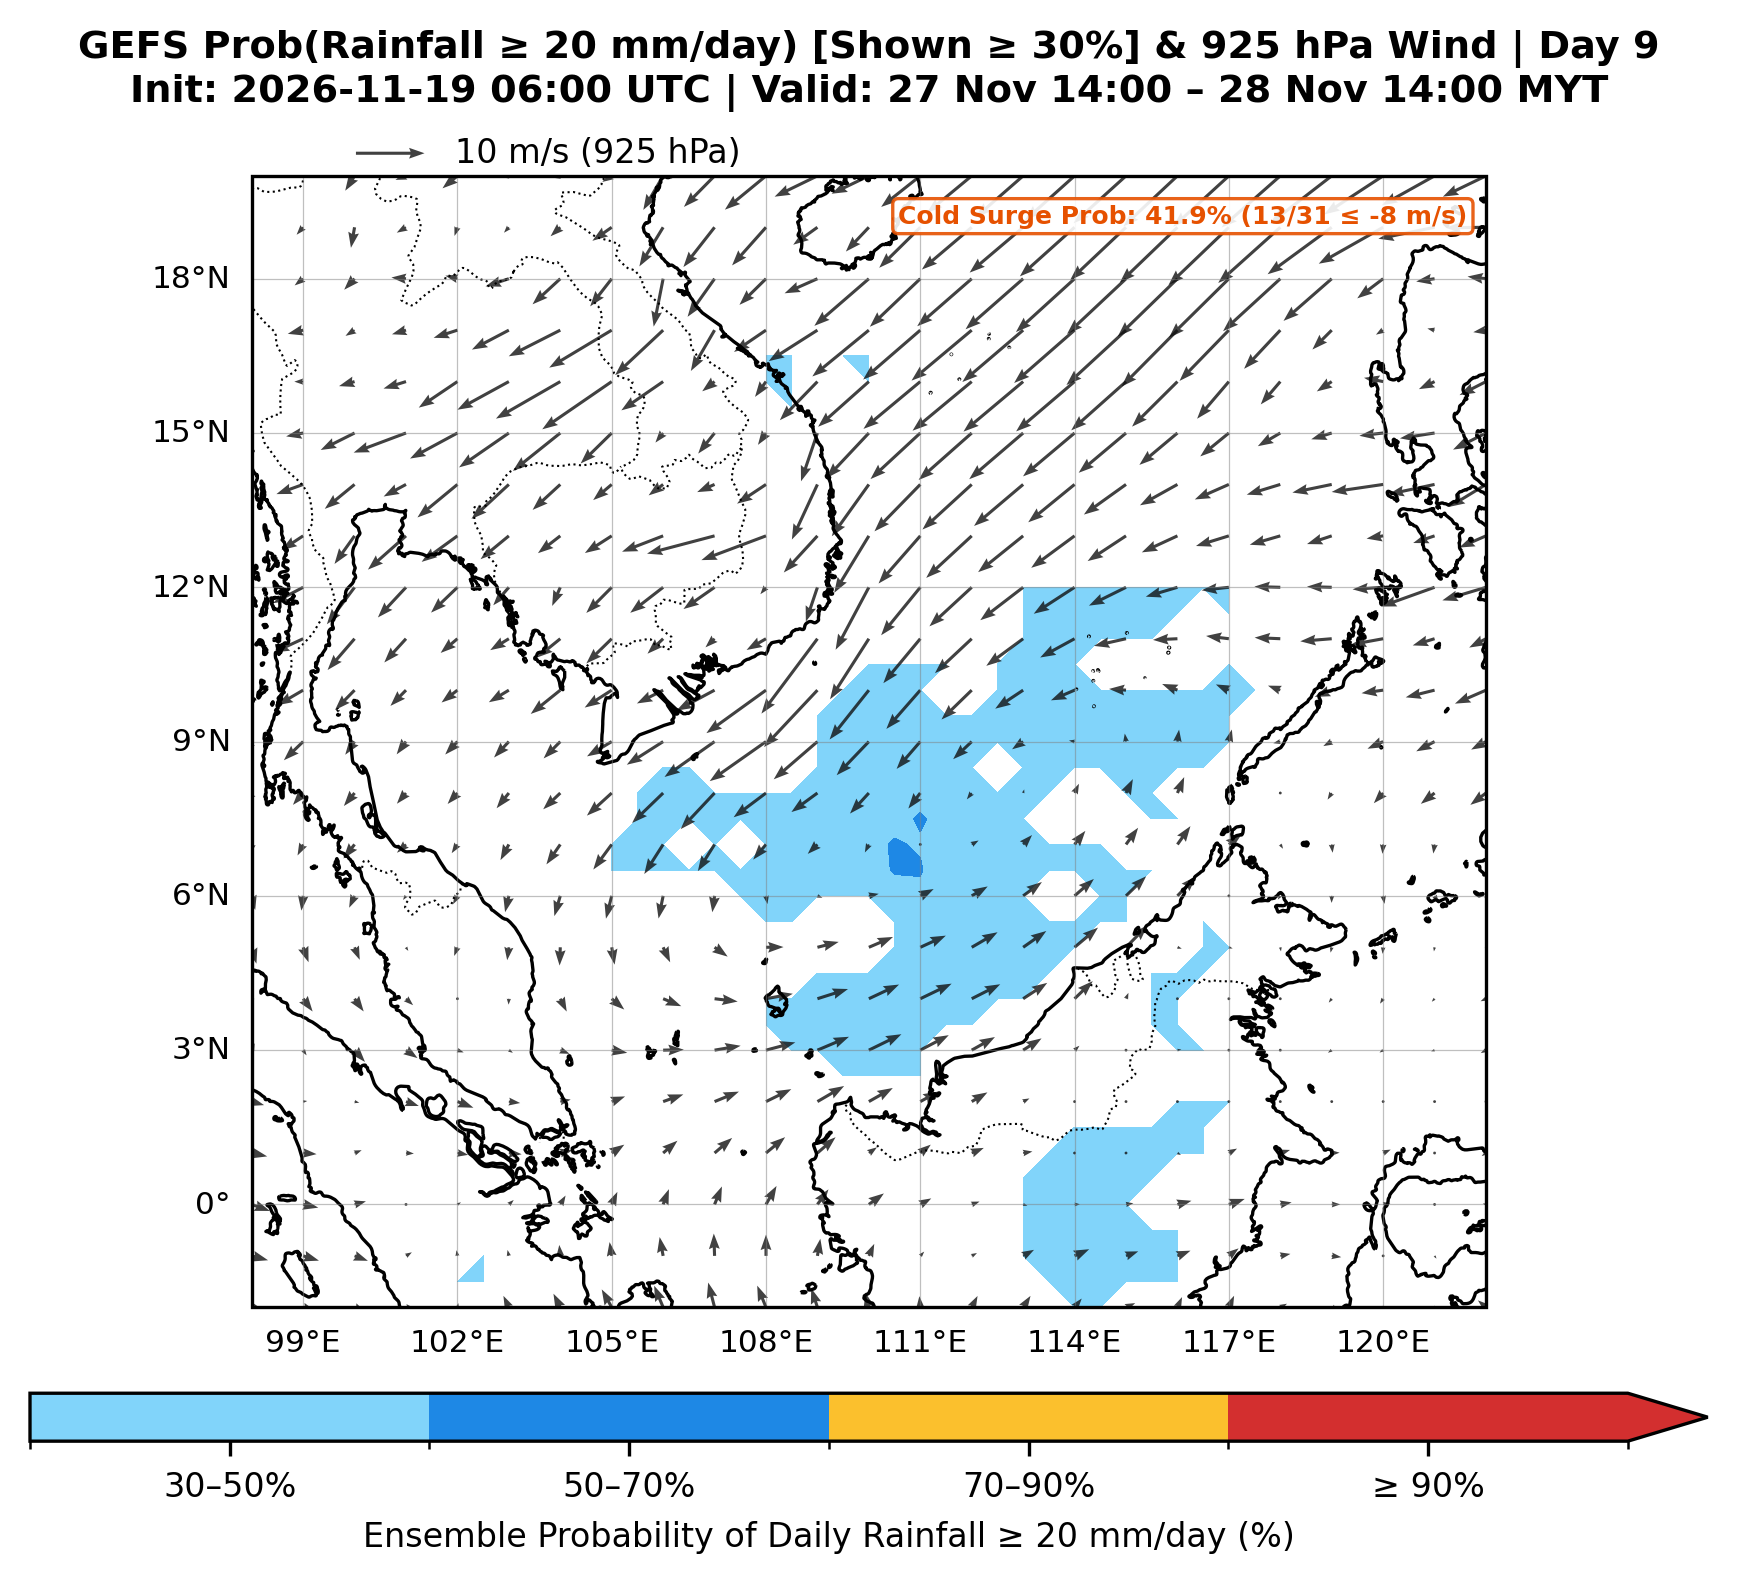 GEFS Prob(Rainfall ≥ 20 mm/day) [Shown ≥ 30%] & 925 hPa Wind | Day 9
Init: 2026-11-19 06:00 UTC | Valid: 27 Nov 14:00 – 28 Nov 14:00 MYT
10 m/s (925 hPa)
Cold Surge Prob: 41.9% (13/31 ≤ -8 m/s)
18°N
15°N
12°N
9°N
6°N
3°N
0°
99°E 102°E 105°E 108°E 111°E 114°E 117°E 120°E
30–50% 50–70% 70–90% ≥ 90%
Ensemble Probability of Daily Rainfall ≥ 20 mm/day (%)